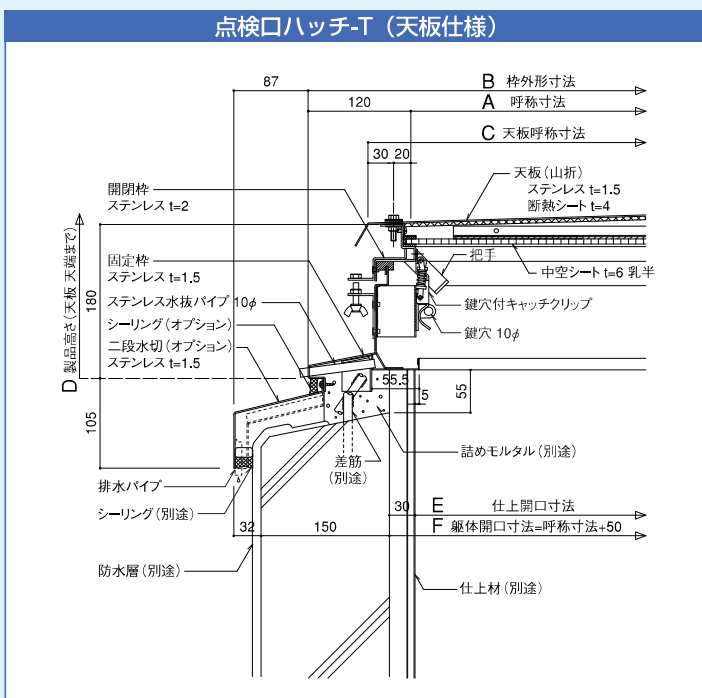 点検口ハッチ-T（天板仕様）
87
B 枠外形寸法
120
A 呼称寸法
C 天板呼称寸法
30
20
開閉枠
ステンレス t=2
天板（山折）
ステンレス t=1.5
断熱シート t=4
D 製品高さ（天板 天端まで）
180
105
固定枠
ステンレス t=1.5
ステンレス水抜パイプ 10φ
シーリング（オプション）
二段水切（オプション）
ステンレス t=1.5
把手
中空シート t=6 乳半
鍵穴付キャッチクリップ
鍵穴 10φ
55.5
5
55
差筋
（別途）
詰めモルタル（別途）
排水パイプ
シーリング（別途）
32
150
30
E 仕上開口寸法
F 躯体開口寸法=呼称寸法+50
防水層（別途）
仕上材（別途）